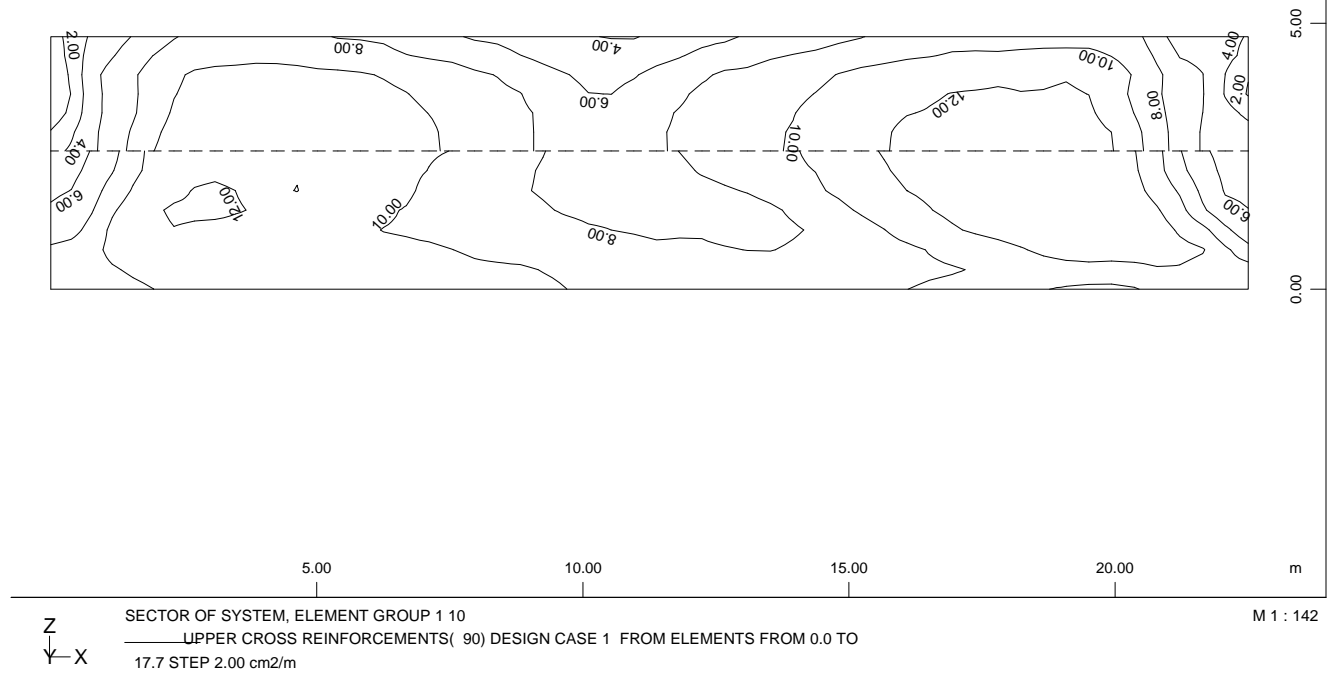 5.00
2.00
8.00
4.00
4.00
10.00
2.00
6.00
12.00
8.00
10.00
4.00
6.00
12.00
10.00
8.00
6.00
0.00
5.00
10.00
15.00
20.00
m
SECTOR OF SYSTEM, ELEMENT GROUP 1 10
M 1 : 142
Z
Y
X
UPPER CROSS REINFORCEMENTS( 90) DESIGN CASE 1 FROM ELEMENTS FROM 0.0 TO
17.7 STEP 2.00 cm2/m